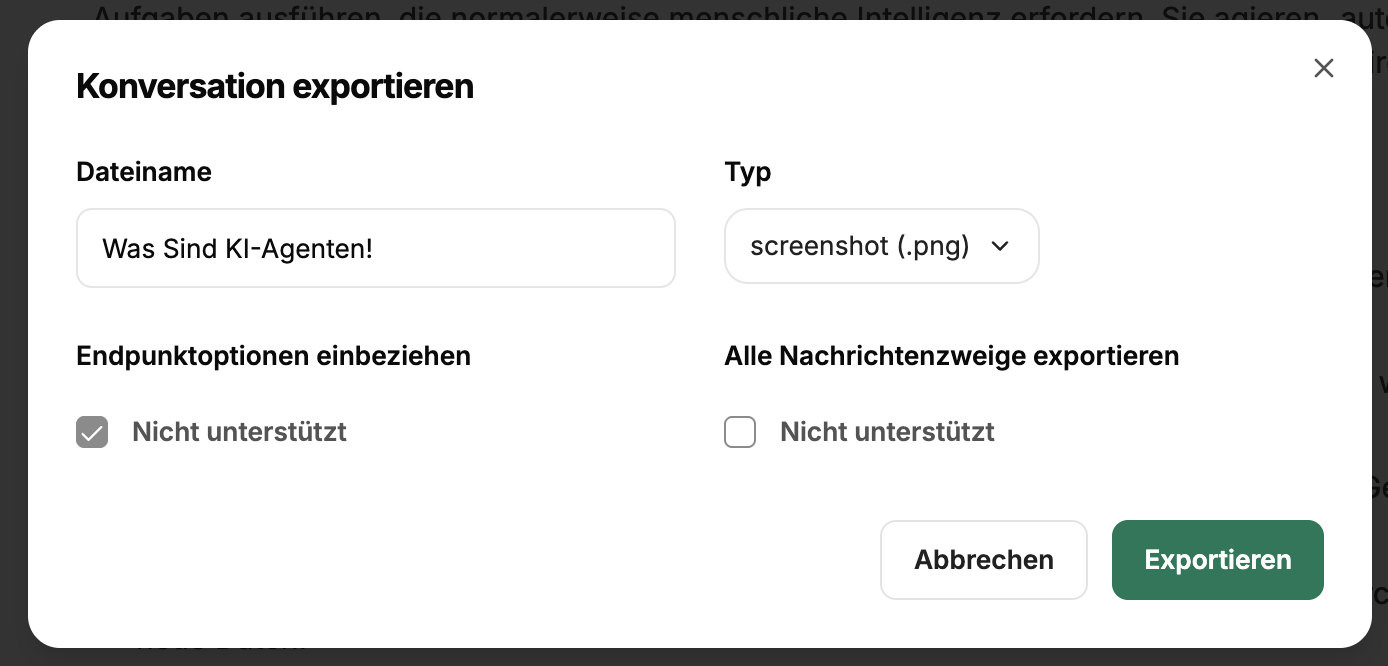 Aufgaben ausführen, die normalerweise menschliche Intelligenz erfordern. Sie agieren
Konversation exportieren
Dateiname
Typ
Was Sind KI-Agenten!
screenshot (.png)
Endpunktoptionen einbeziehen
Alle Nachrichtenzweige exportieren
Nicht unterstützt
Nicht unterstützt
Abbrechen
Exportieren